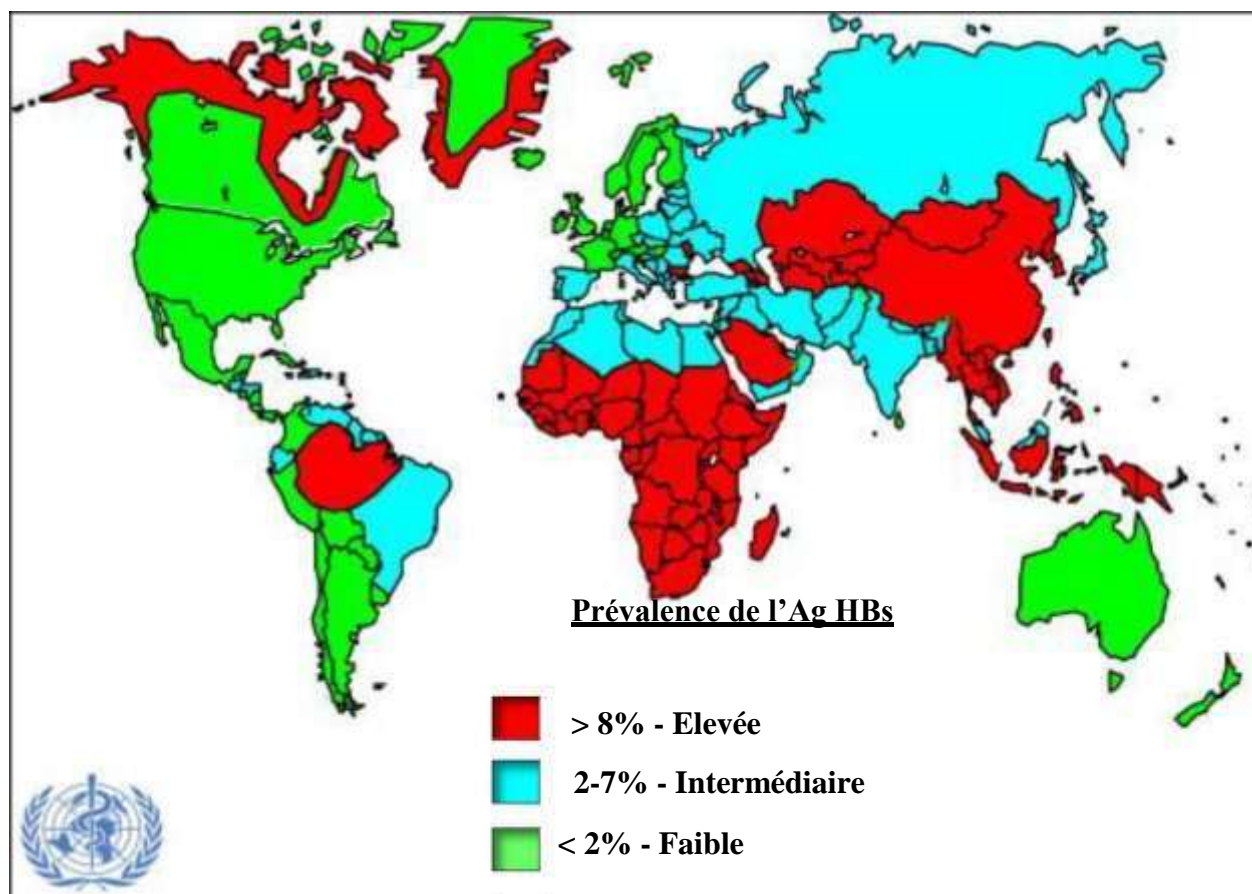 Prévalence de l’Ag HBs
> 8% - Elevée
2-7% - Intermédiaire
< 2% - Faible